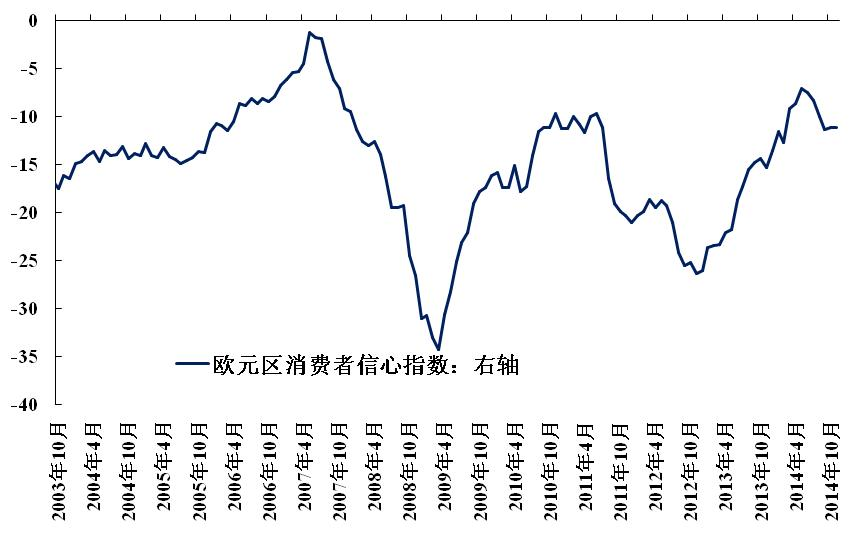 0
-5
-10
-15
-20
-25
-30
-35
-40
欧元区消费者信心指数：右轴
2003年10月
2004年4月
2004年10月
2005年4月
2005年10月
2006年4月
2006年10月
2007年4月
2007年10月
2008年4月
2008年10月
2009年4月
2009年10月
2010年4月
2010年10月
2011年4月
2011年10月
2012年4月
2012年10月
2013年4月
2013年10月
2014年4月
2014年10月